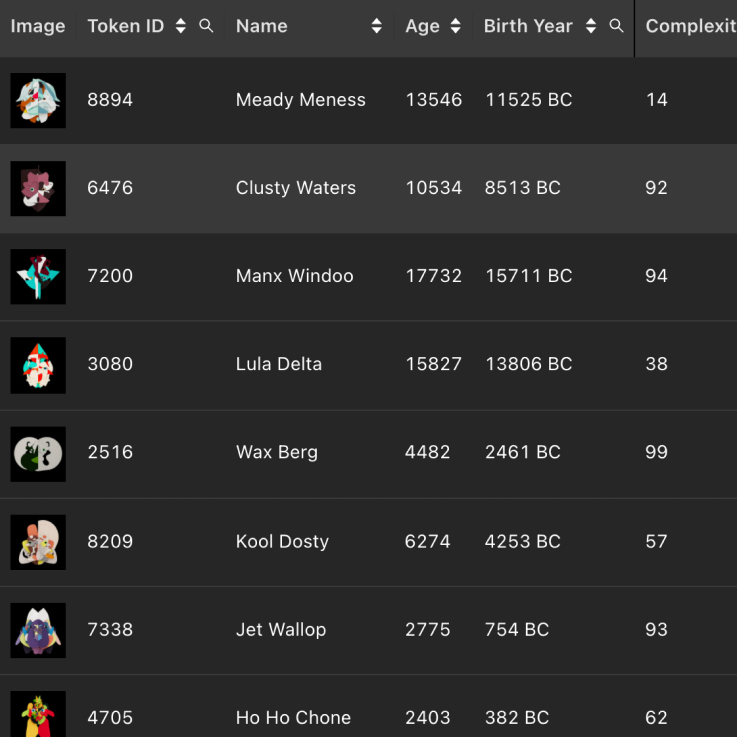 Image Token ID Name Age Birth Year Complexit
8894 Meady Meness 13546 11525 BC 14
6476 Clusty Waters 10534 8513 BC 92
7200 Manx Windoo 17732 15711 BC 94
3080 Lula Delta 15827 13806 BC 38
2516 Wax Berg 4482 2461 BC 99
8209 Kool Dosty 6274 4253 BC 57
7338 Jet Wallop 2775 754 BC 93
4705 Ho Ho Chone 2403 382 BC 62